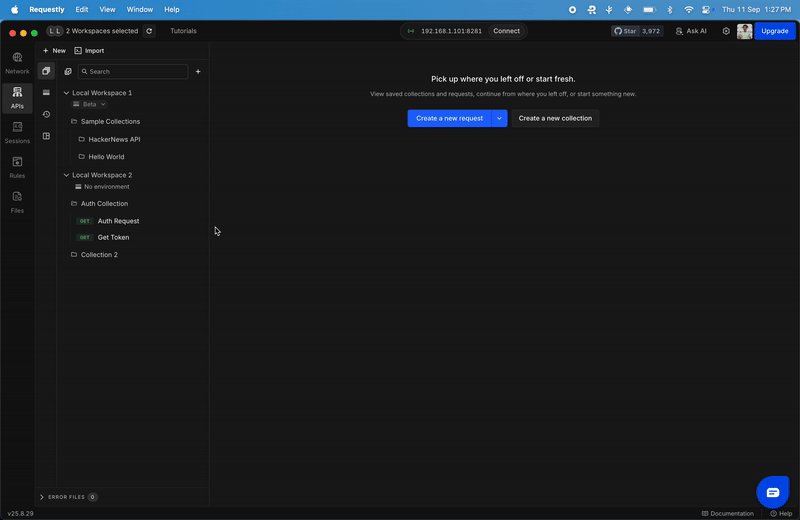 Requestly Edit View Window Help Thu 11 Sep 1:27 PM
L L 2 Workspaces selected Tutorials 192.168.1.101:8281 Connect Star 3,972 Ask AI Upgrade
New Import
Network
APIs
Sessions
Rules
Files
Search
Local Workspace 1
Beta
Sample Collections
HackerNews API
Hello World
Local Workspace 2
No environment
Auth Collection
GET Auth Request
GET Get Token
Collection 2
Pick up where you left off or start fresh.
View saved collections and requests, continue from where you left off, or start something new.
Create a new request Create a new collection
ERROR FILES 0
v25.8.29 Documentation Help